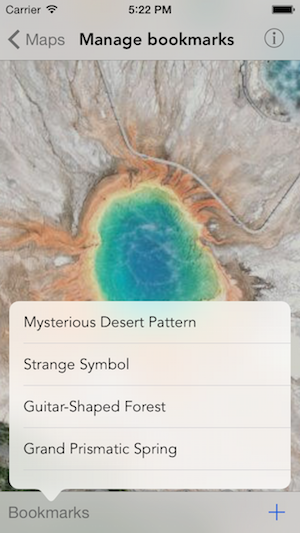 Carrier 5:22 PM
Maps Manage bookmarks
Mysterious Desert Pattern
Strange Symbol
Guitar-Shaped Forest
Grand Prismatic Spring
Bookmarks